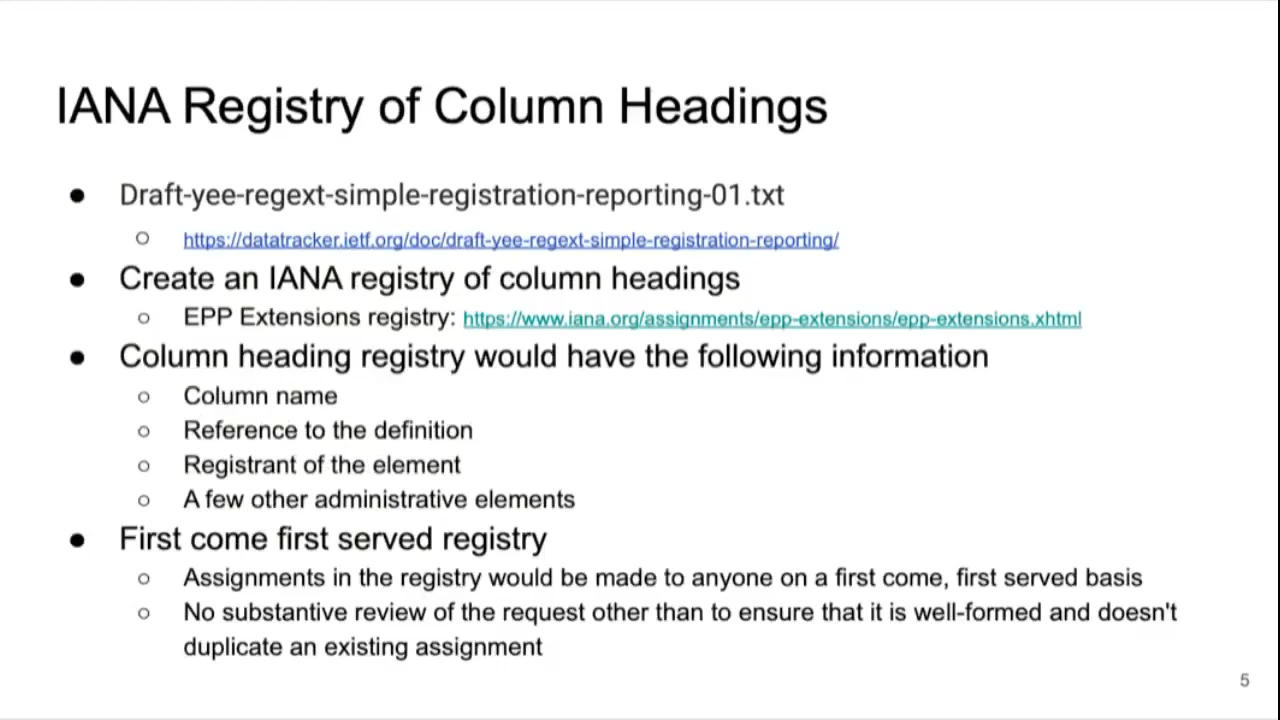 IANA Registry of Column Headings
● Draft-yee-regext-simple-registration-reporting-01.txt
○ https://datatracker.ietf.org/doc/draft-yee-regext-simple-registration-reporting/
● Create an IANA registry of column headings
○ EPP Extensions registry: https://www.iana.org/assignments/epp-extensions/epp-extensions.xhtml
● Column heading registry would have the following information
○ Column name
○ Reference to the definition
○ Registrant of the element
○ A few other administrative elements
● First come first served registry
○ Assignments in the registry would be made to anyone on a first come, first served basis
○ No substantive review of the request other than to ensure that it is well-formed and doesn't
duplicate an existing assignment
5